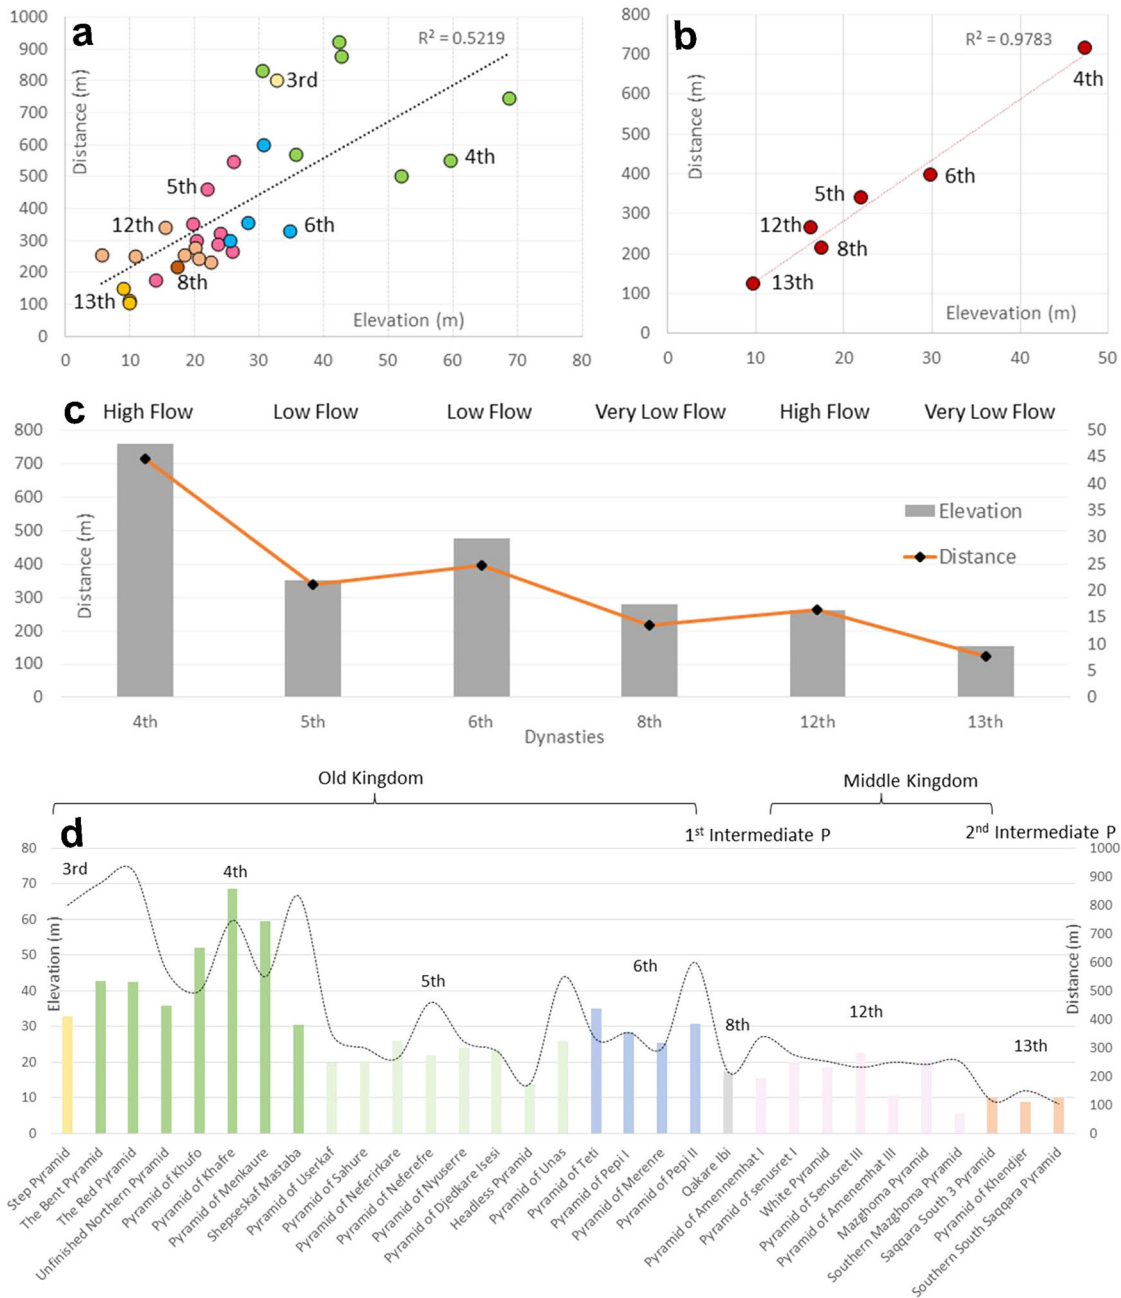 a
R² = 0.5219
1000
900
800
700
600
500
400
300
200
100
0
Distance (m)
3rd
4th
5th
6th
12th
8th
13th
Elevation (m)
0 10 20 30 40 50 60 70 80
b
R² = 0.9783
800
700
600
500
400
300
200
100
0
Distance (m)
4th
6th
5th
12th
8th
13th
Elevevation (m)
0 10 20 30 40 50
c
High Flow Low Flow Low Flow Very Low Flow High Flow Very Low Flow
800
700
600
500
400
300
200
100
0
Distance (m)
50
45
40
35
30
25
20
15
10
5
0
Elevation
Distance
4th 5th 6th 8th 12th 13th
Dynasties
Old Kingdom
Middle Kingdom
d
1st Intermediate P
2nd Intermediate P
80
70
60
50
40
30
20
10
0
Elevation (m)
3rd
4th
5th
6th
8th
12th
13th
1000
900
800
700
600
500
400
300
200
100
0
Distance (m)
Step Pyramid
The Bent Pyramid
The Red Pyramid
Unfinished Northern Pyramid
Pyramid of Khufo
Pyramid of Khafre
Pyramid of Menkaure
Shepseskaf Mastaba
Pyramid of Userkaf
Pyramid of Sahure
Pyramid of Neferirkare
Pyramid of Neferefre
Pyramid of Nyuserre
Pyramid of Djedkare Isesi
Headless Pyramid
Pyramid of Unas
Pyramid of Teti
Pyramid of Pepi I
Pyramid of Merenre
Pyramid of Pepi II
Qakare Ibi
Pyramid of Amenemhat I
Pyramid of Senusret I
White Pyramid
Pyramid of Senusret III
Pyramid of Amenemhat III
Mazghoma Pyramid
Southern Mazghoma Pyramid
Saqqara South 3 Pyramid
Pyramid of Khendjer
Southern South Saqqara Pyramid